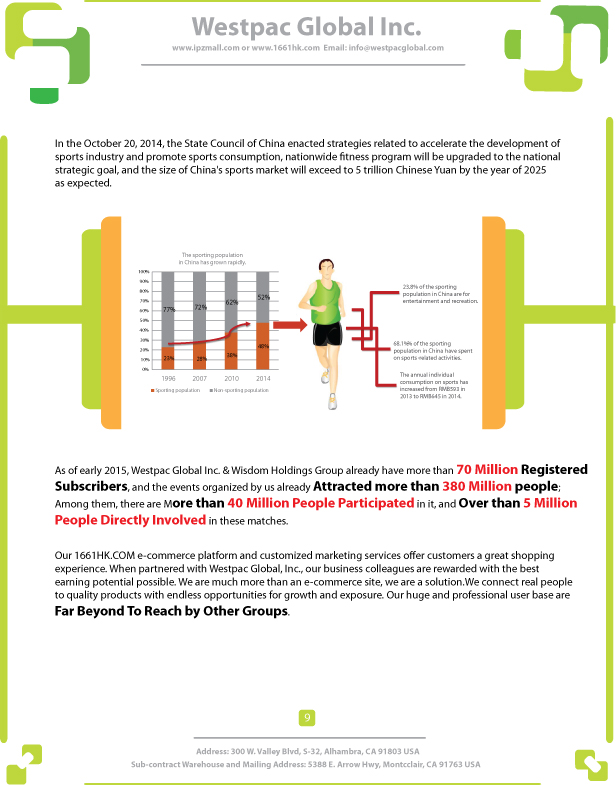 Westpac Global Inc.
www.ipzmall.com or www.1661hk.com Email: info@westpacglobal.com
In the October 20, 2014, the State Council of China enacted strategies related to accelerate the development of
sports industry and promote sports consumption, nationwide fitness program will be upgraded to the national
strategic goal, and the size of China's sports market will exceed to 5 trillion Chinese Yuan by the year of 2025
as expected.
The sporting population
in China has grown rapidly.
100%
90%
80%
70%
60%
50%
40%
30%
20%
10%
0%
77%
72%
62%
52%
23%
28%
38%
48%
1996 2007 2010 2014
Sporting population Non-sporting population
23.8% of the sporting
population in China are for
entertainment and recreation.
68.1%% of the sporting
population in China have spent
on sports related activities.
The annual individual
consumption on sports has
increased from RMB593 in
2013 to RMB645 in 2014.
As of early 2015, Westpac Global Inc. & Wisdom Holdings Group already have more than 70 Million Registered
Subscribers, and the events organized by us already Attracted more than 380 Million people;
Among them, there are More than 40 Million People Participated in it, and Over than 5 Million
People Directly Involved in these matches.
Our 1661HK.COM e-commerce platform and customized marketing services offer customers a great shopping
experience. When partnered with Westpac Global, Inc., our business colleagues are rewarded with the best
earning potential possible. We are much more than an e-commerce site, we are a solution.We connect real people
to quality products with endless opportunities for growth and exposure. Our huge and professional user base are
Far Beyond To Reach by Other Groups.
9
Address: 300 W. Valley Blvd, S-32, Alhambra, CA 91803 USA
Sub-contract Warehouse and Mailing Address: 5388 E. Arrow Hwy, Montcclair, CA 91763 USA